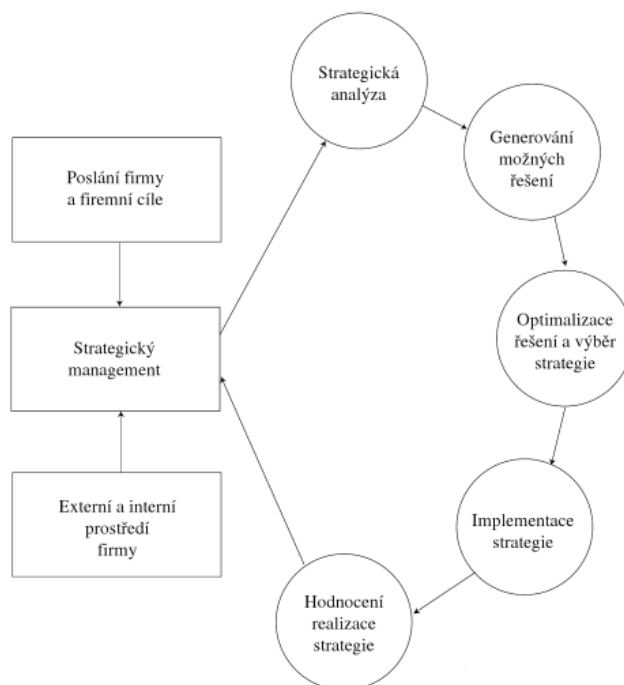 Strategická
analýza
Generování
možných
řešení
Poslání firmy
a firemní cíle
Strategický
management
Optimalizace
řešení a výběr
strategie
Externí a interní
prostředí
firmy
Implementace
strategie
Hodnocení
realizace
strategie